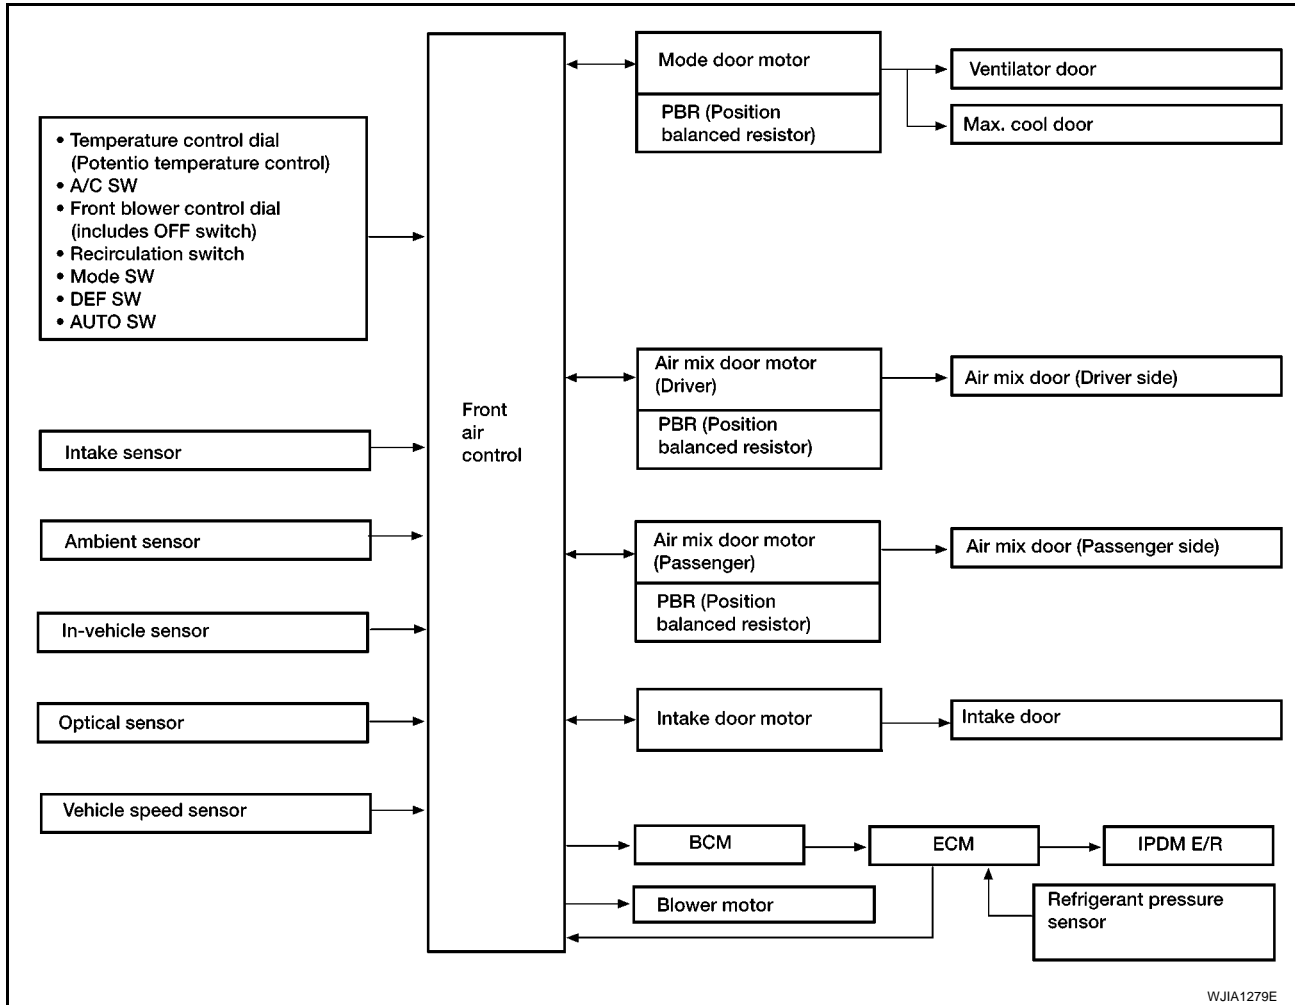 • Temperature control dial
(Potentio temperature control)
• A/C SW
• Front blower control dial
(includes OFF switch)
• Recirculation switch
• Mode SW
• DEF SW
• AUTO SW
Intake sensor
Ambient sensor
In-vehicle sensor
Optical sensor
Vehicle speed sensor
Front
air
control
Mode door motor
PBR (Position
balanced resistor)
Ventilator door
Max. cool door
Air mix door motor
(Driver)
PBR (Position
balanced resistor)
Air mix door (Driver side)
Air mix door motor
(Passenger)
PBR (Position
balanced resistor)
Air mix door (Passenger side)
Intake door motor
Intake door
BCM
ECM
IPDM E/R
Blower motor
Refrigerant pressure
sensor
WJIA1279E